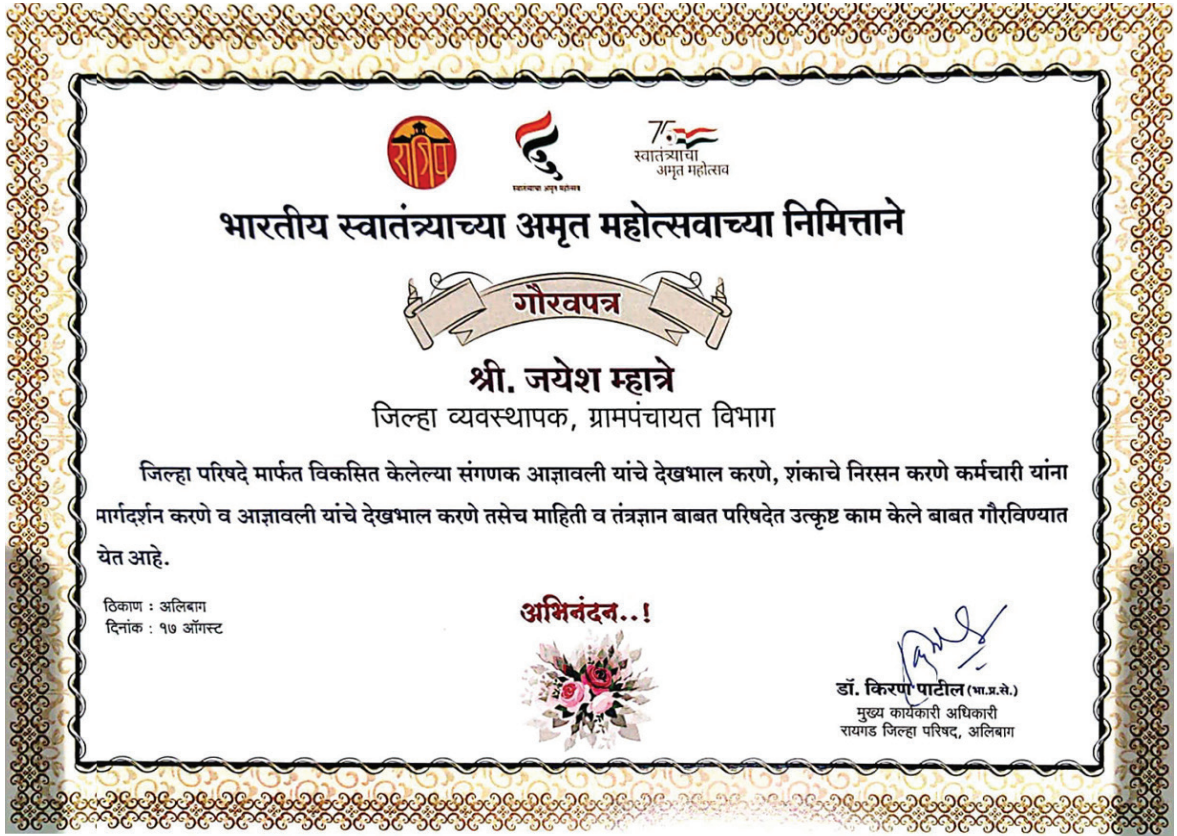 राजिप
स्वातंत्र्याचा अमृत महोत्सव
75
स्वातंत्र्याचा
अमृत महोत्सव
भारतीय स्वातंत्र्याच्या अमृत महोत्सवाच्या निमित्ताने
गौरवपत्र
श्री. जयेश म्हात्रे
जिल्हा व्यवस्थापक, ग्रामपंचायत विभाग
जिल्हा परिषदे मार्फत विकसित केलेल्या संगणक आज्ञावली यांचे देखभाल करणे, शंकाचे निरसन करणे कर्मचारी यांना
मार्गदर्शन करणे व आज्ञावली यांचे देखभाल करणे तसेच माहिती व तंत्रज्ञान बाबत परिषदेत उत्कृष्ट काम केले बाबत गौरविण्यात
येत आहे.
ठिकाण : अलिबाग
दिनांक : १७ ऑगस्ट
अभिनंदन..!
डॉ. किरण पाटील (भा.प्र.से.)
मुख्य कार्यकारी अधिकारी
रायगड जिल्हा परिषद, अलिबाग